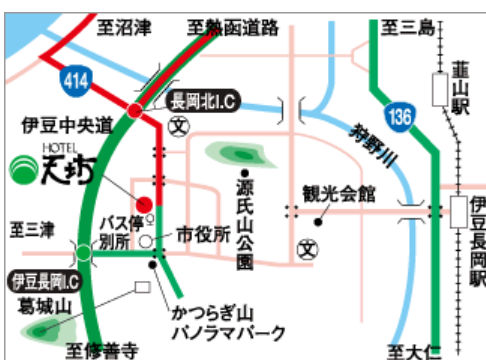 至沼津
至熱函道路
至三島
414
長岡北I.C
韮山駅
文
136
伊豆中央道
狩野川
HOTEL
天坊
源氏山公園
観光会館
バス停
別所
市役所
至三津
文
伊豆長岡駅
伊豆長岡I.C
葛城山
かつらぎ山
パノラマパーク
至修善寺
至大仁